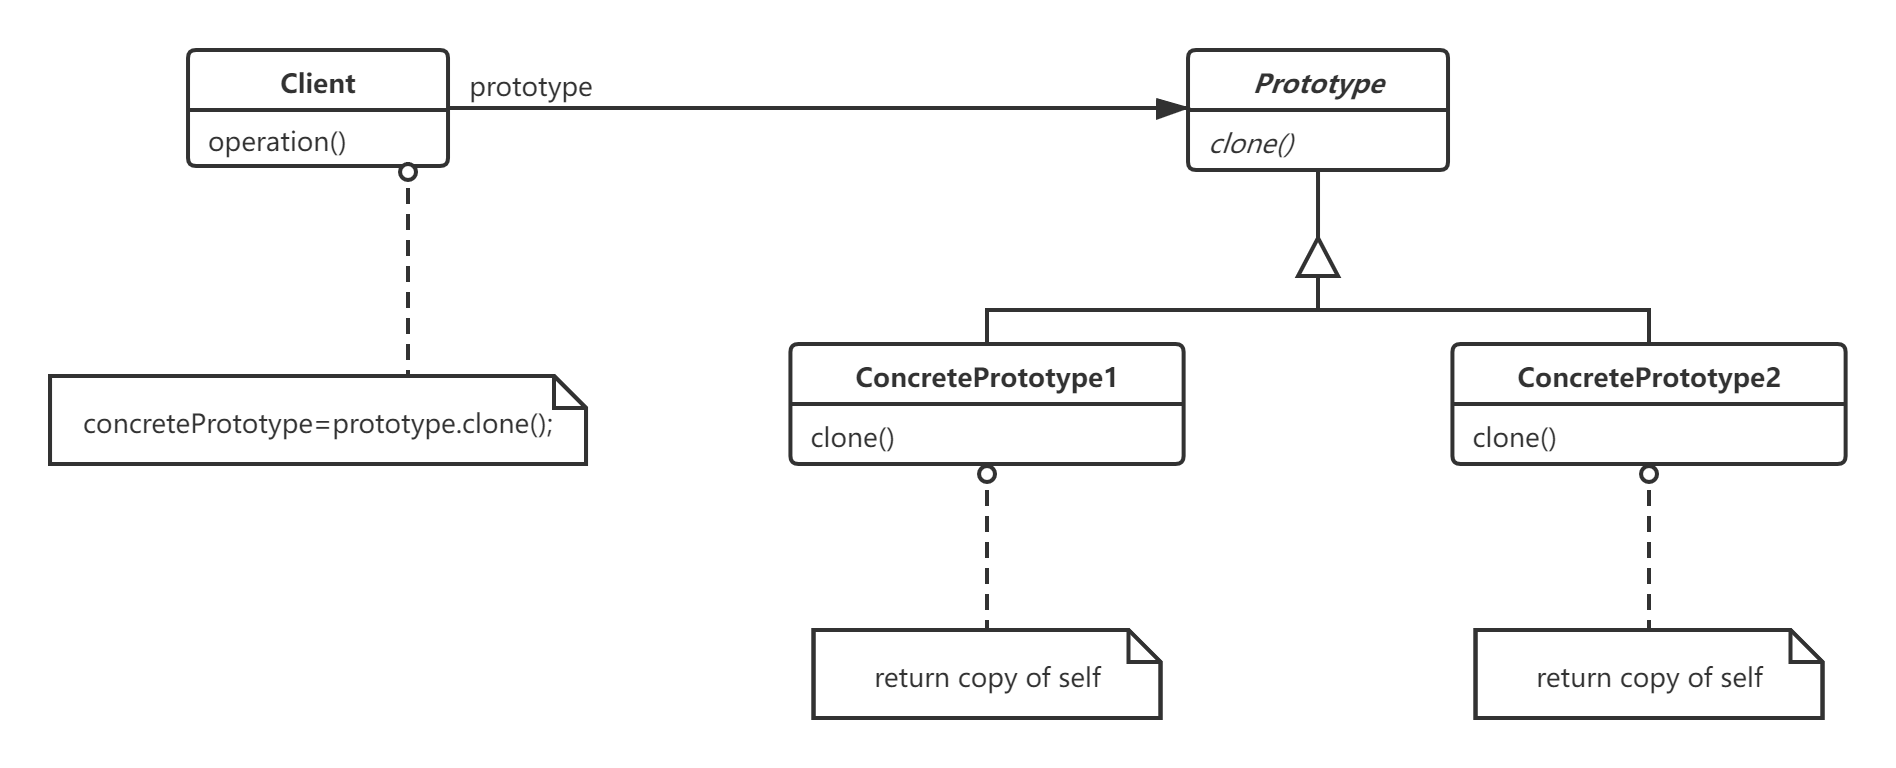 Client
operation()
prototype
Prototype
clone()
concretePrototype=prototype.clone();
ConcretePrototype1
clone()
return copy of self
ConcretePrototype2
clone()
return copy of self